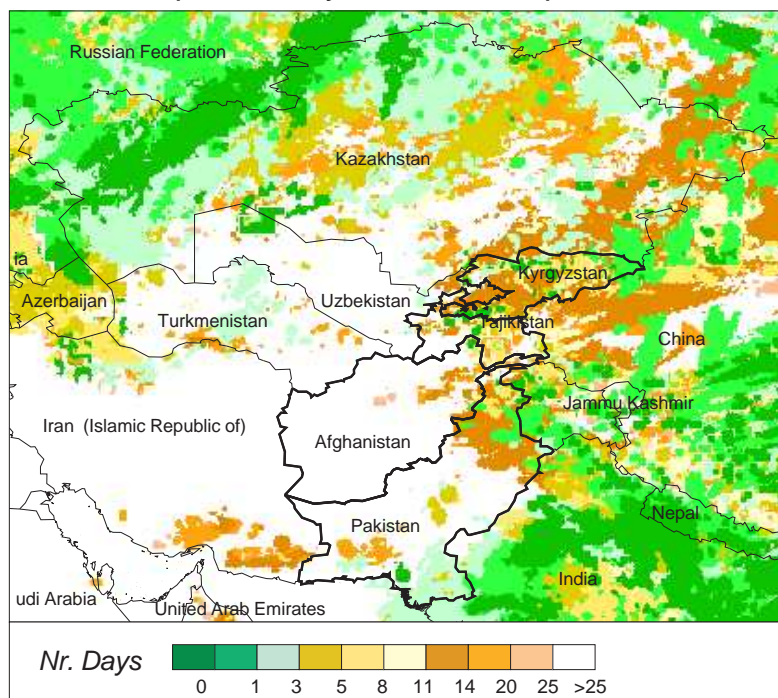 Russian Federation
Kazakhstan
ia
Kyrgyzstan
Azerbaijan
Uzbekistan
Turkmenistan
Tajikistan
China
Jammu Kashmir
Iran (Islamic Republic of)
Afghanistan
Nepal
Pakistan
India
udi Arabia
United Arab Emirates
Nr. Days
0 1 3 5 8 11 14 20 25 >25